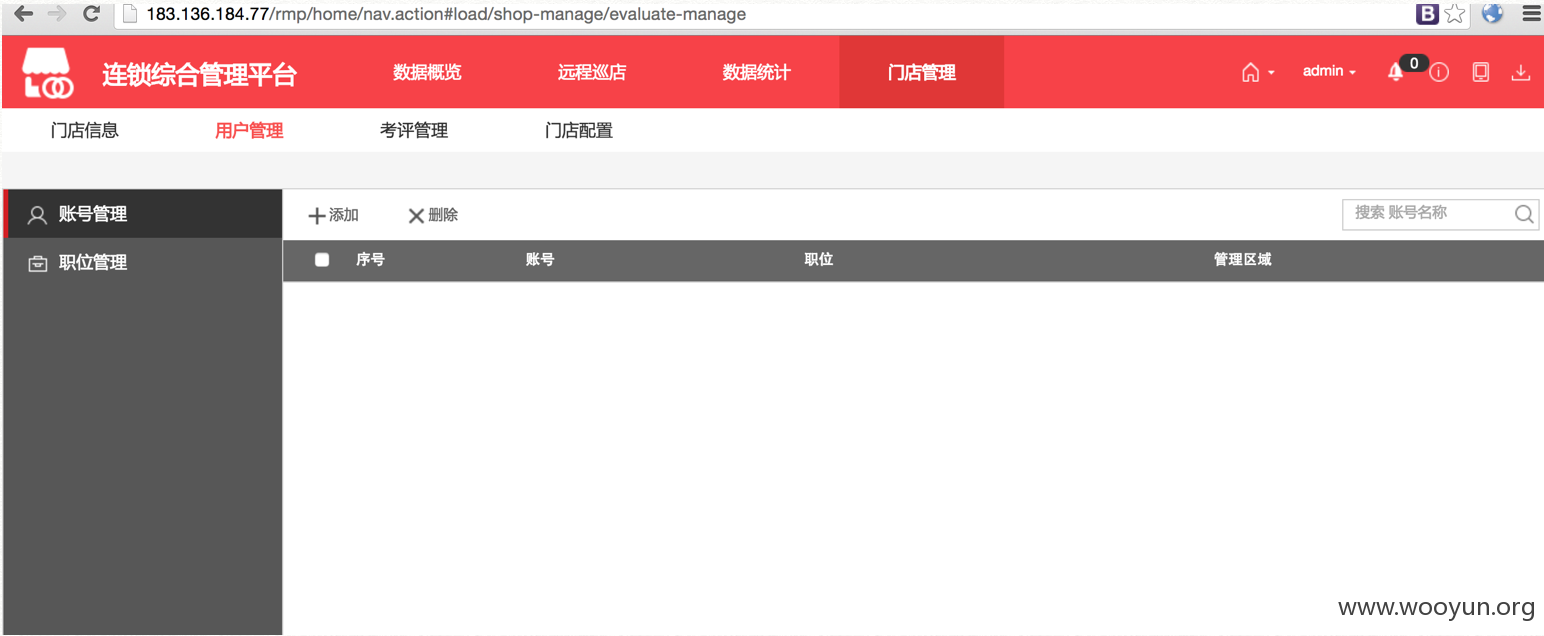 183.136.184.77/rmp/home/nav.action#load/shop-manage/evaluate-manage
B
连锁综合管理平台 数据概览 远程巡店 数据统计 门店管理 admin 0
门店信息 用户管理 考评管理 门店配置
账号管理 添加 删除 搜索 账号名称
职位管理
序号 账号 职位 管理区域
www.wooyun.org